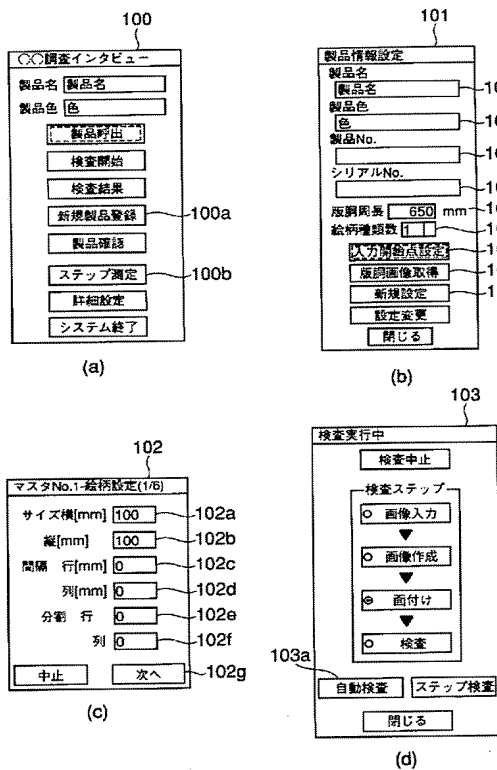 100
〇〇調査インタビュー
製品名 製品名
製品色 色
製品呼出
検査開始
検査結果
新規製品登録 100a
製品確認
ステップ測定 100b
詳細設定
システム終了
(a)
101
製品情報設定
製品名
製品名
製品色
色
製品No.
シリアルNo.
版胴周長 650 mm
絵柄種類数 1
入力開始点設定
版胴画像取得
新規設定
設定変更
閉じる
(b)
102
マスタNo.1-絵柄設定(1/6)
サイズ横[mm] 100 102a
縦[mm] 100 102b
間隔 行[mm] 0 102c
列[mm] 0 102d
分割 行 0 102e
列 0 102f
中止 次へ 102g
(c)
103
検査実行中
検査中止
検査ステップ
画像入力
画像作成
面付け
検査
103a
自動検査 ステップ検査
閉じる
(d)